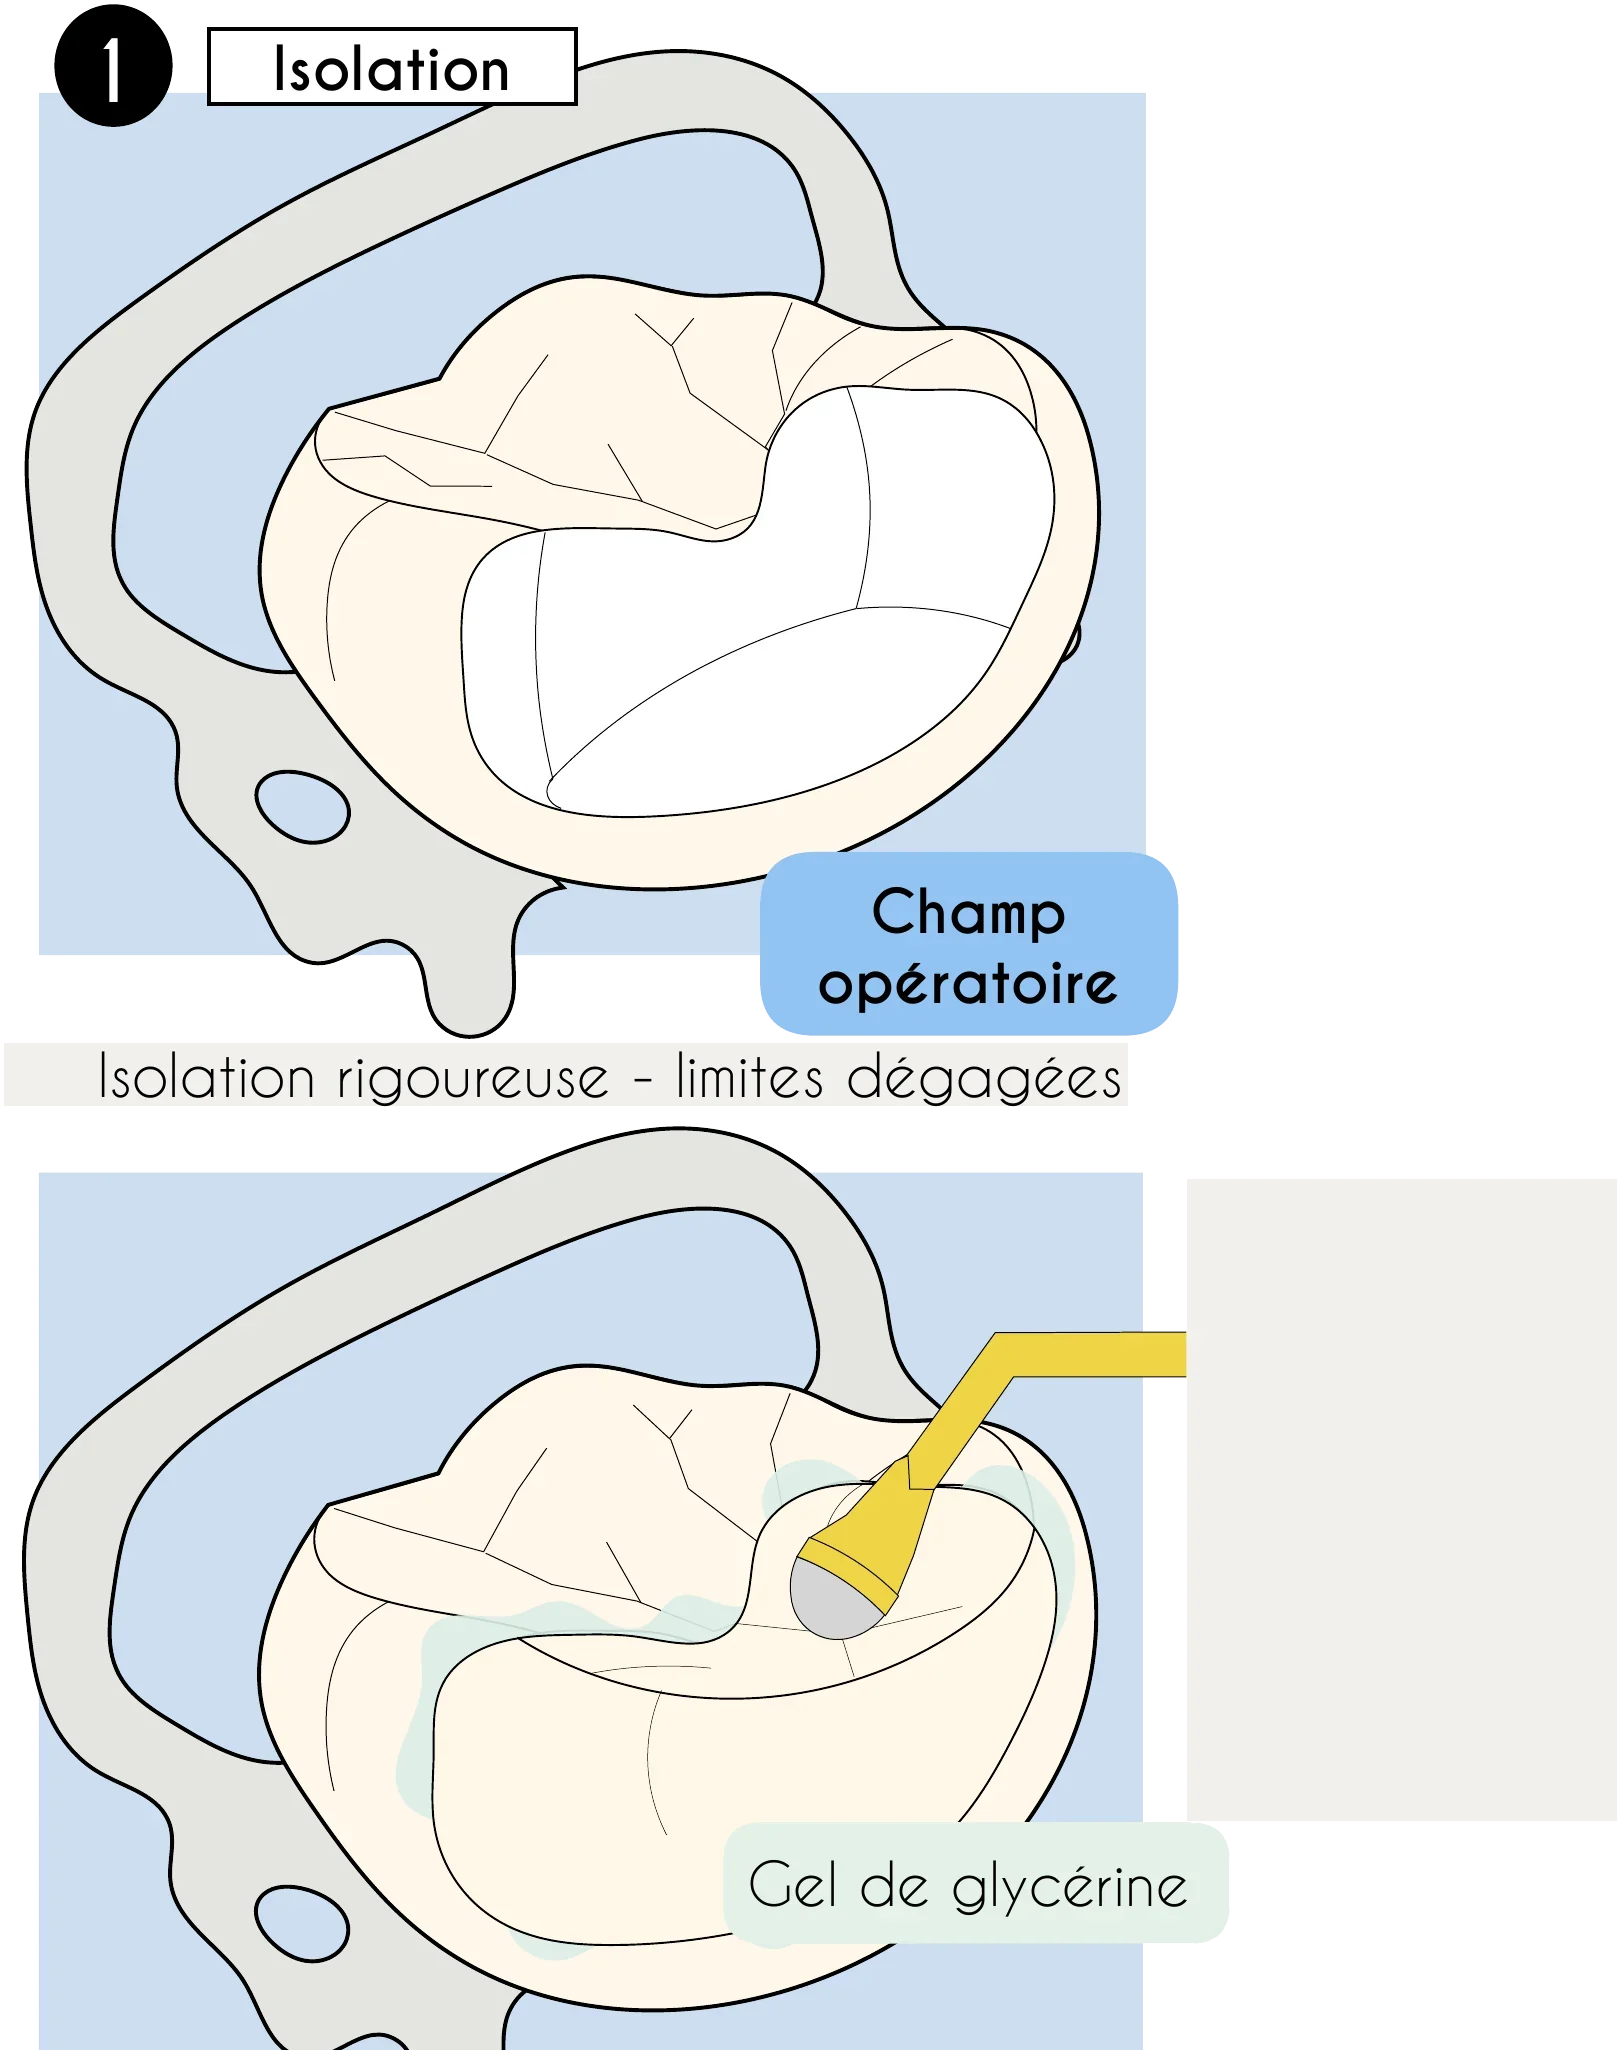 1
Isolation
Champ
opératoire
Isolation rigoureuse - limites dégagées
Gel de glycérine